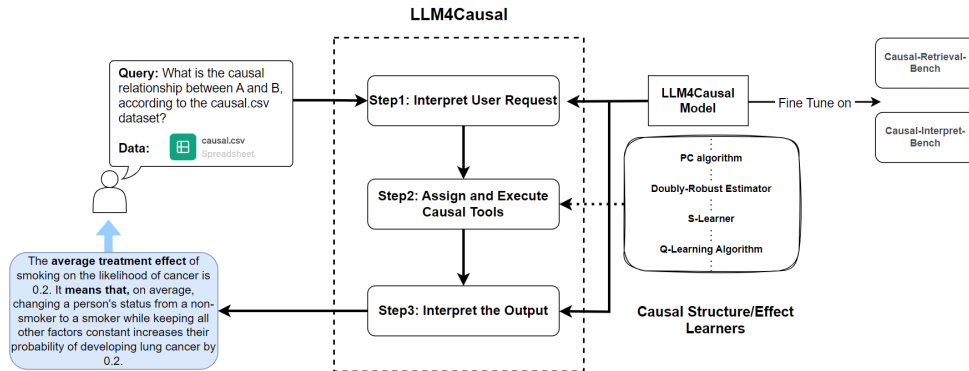 LLM4Causal
Query: What is the causal
relationship between A and B,
according to the causal.csv
dataset?
Data:
causal.csv
Spreadsheet
Step1: Interpret User Request
LLM4Causal
Model
Fine Tune on
Causal-Retrieval-
Bench
Causal-Interpret-
Bench
Step2: Assign and Execute
Causal Tools
PC algorithm
Doubly-Robust Estimator
S-Learner
Q-Learning Algorithm
The average treatment effect of
smoking on the likelihood of cancer is
0.2. It means that, on average,
changing a person's status from a non-
smoker to a smoker while keeping all
other factors constant increases their
probability of developing lung cancer by
0.2.
Step3: Interpret the Output
Causal Structure/Effect
Learners